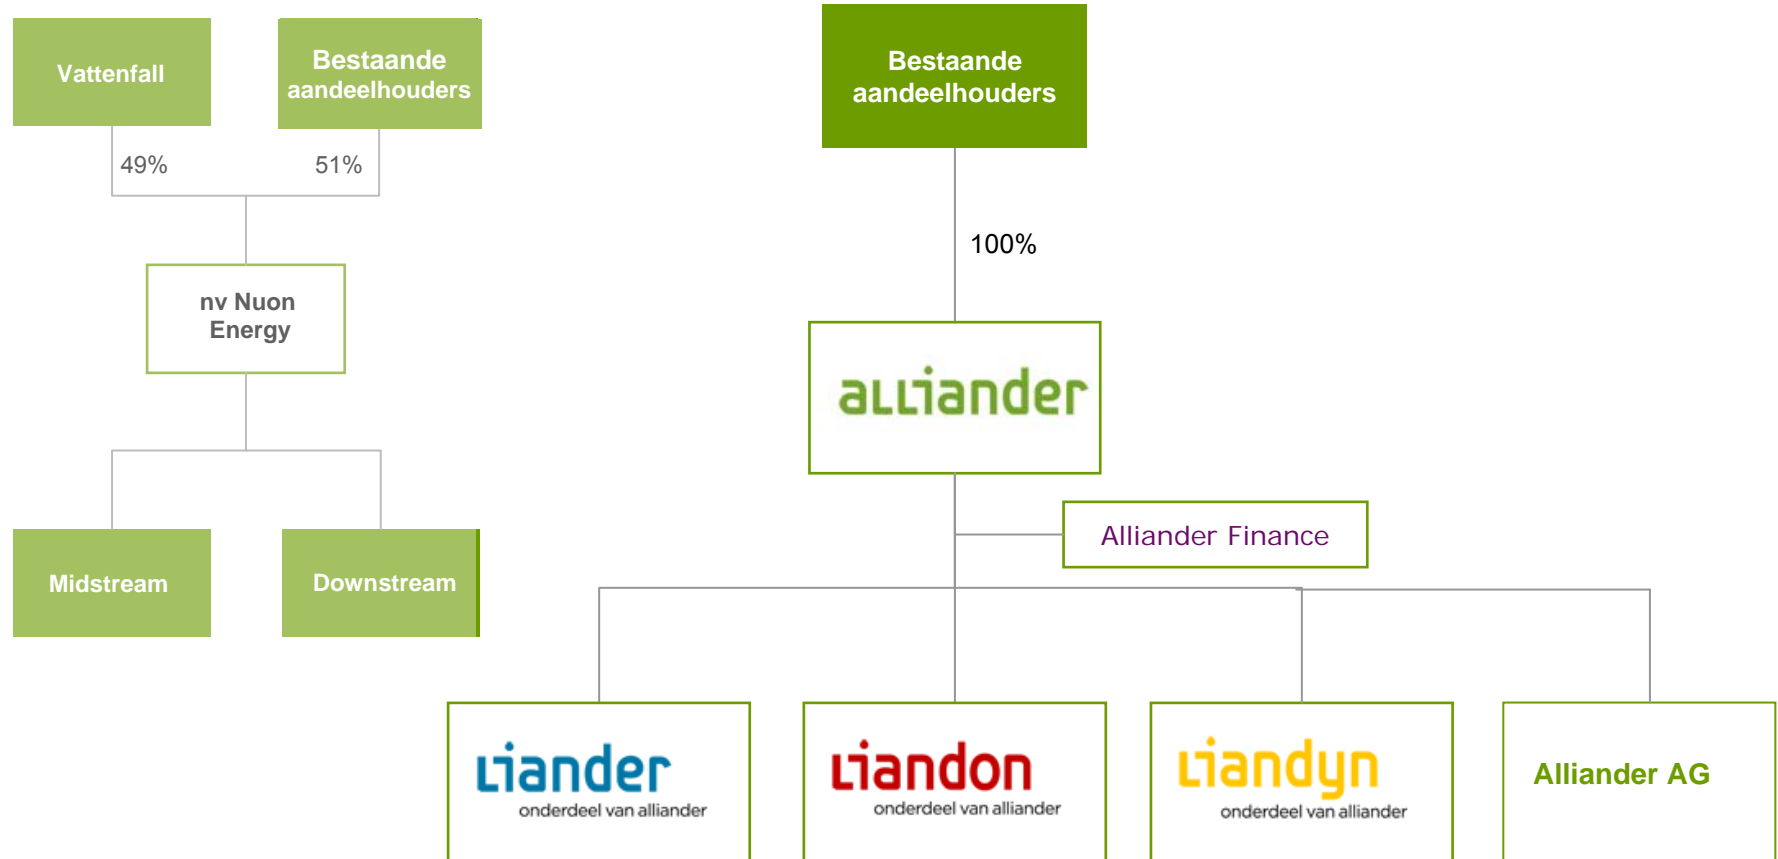 Vattenfall
Bestaande
aandeelhouders
49%
51%
nv Nuon
Energy
Midstream
Downstream
Bestaande
aandeelhouders
100%
alliander
Alliander Finance
Liander
onderdeel van alliander
Liandon
onderdeel van alliander
Liandyn
onderdeel van alliander
Alliander AG